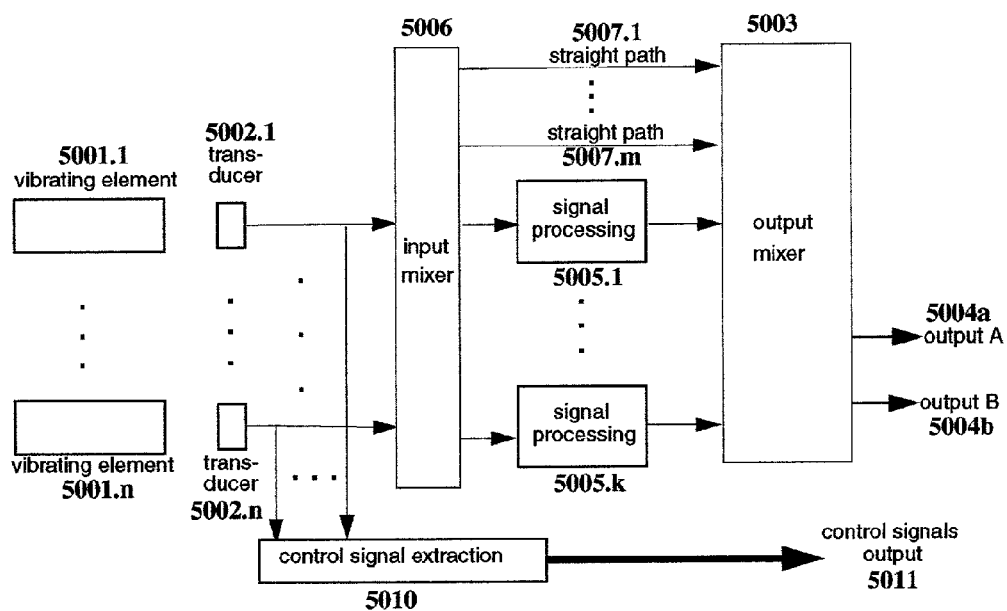 5006
5007.1
straight path
5003
straight path
5007.m
5001.1
vibrating element
5002.1
trans-
ducer
signal
processing
5005.1
input
mixer
output
mixer
5004a
output A
output B
5004b
signal
processing
5005.k
vibrating element
5001.n
trans-
ducer
5002.n
control signal extraction
5010
control signals
output
5011